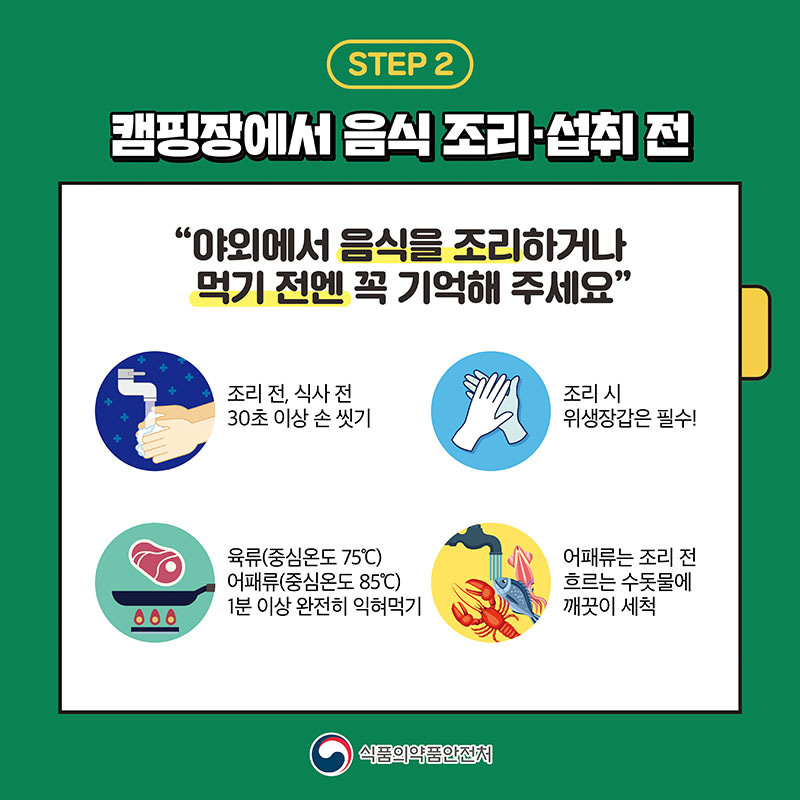 STEP 2
캠핑장에서 음식 조리·섭취 전
“야외에서 음식을 조리하거나
먹기 전엔 꼭 기억해 주세요”
조리 전, 식사 전
30초 이상 손 씻기
조리 시
위생장갑은 필수!
육류(중심온도 75℃)
어패류(중심온도 85℃)
1분 이상 완전히 익혀먹기
어패류는 조리 전
흐르는 수돗물에
깨끗이 세척
식품의약품안전처